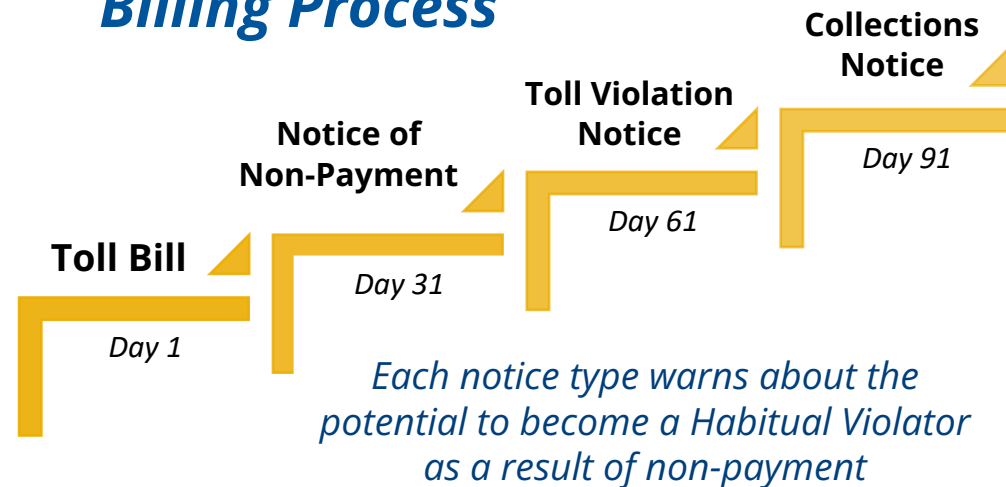 Billing Process
Collections
Notice
Day 91
Toll Violation
Notice
Day 61
Notice of
Non-Payment
Day 31
Toll Bill
Day 1
Each notice type warns about the
potential to become a Habitual Violator
as a result of non-payment